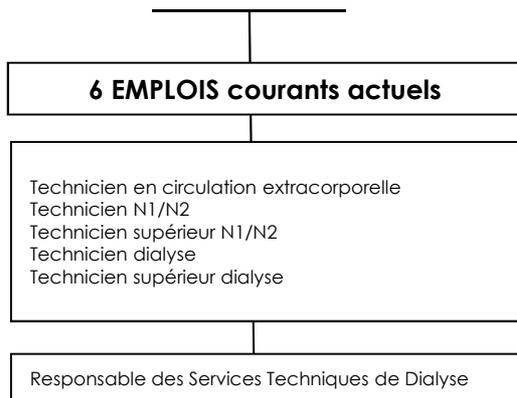 6 EMPLOIS courants actuels
Technicien en circulation extracorporelle
Technicien N1/N2
Technicien supérieur N1/N2
Technicien dialyse
Technicien supérieur dialyse
Responsable des Services Techniques de Dialyse